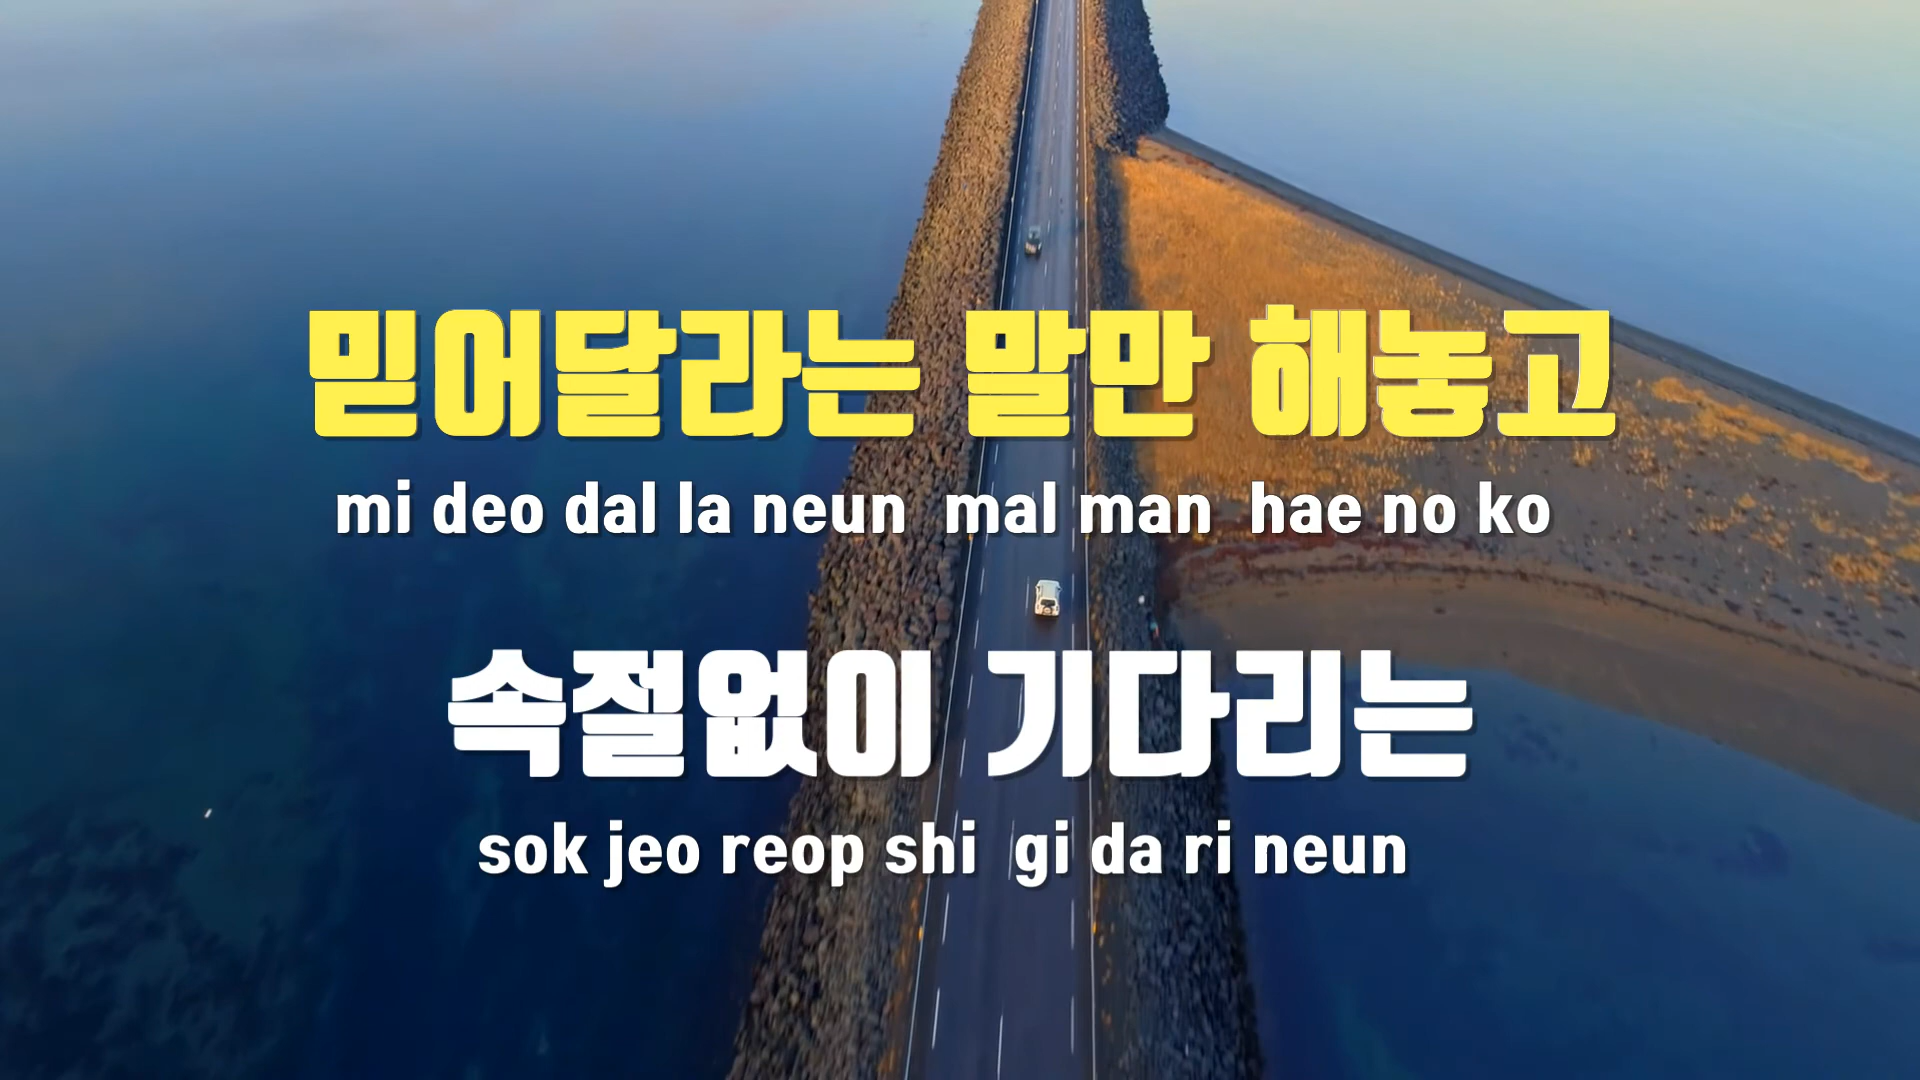 믿어달라는 말만 해놓고
mi deo dal la neun mal man hae no ko
속절없이 기다리는
sok jeo reop shi gi da ri neun